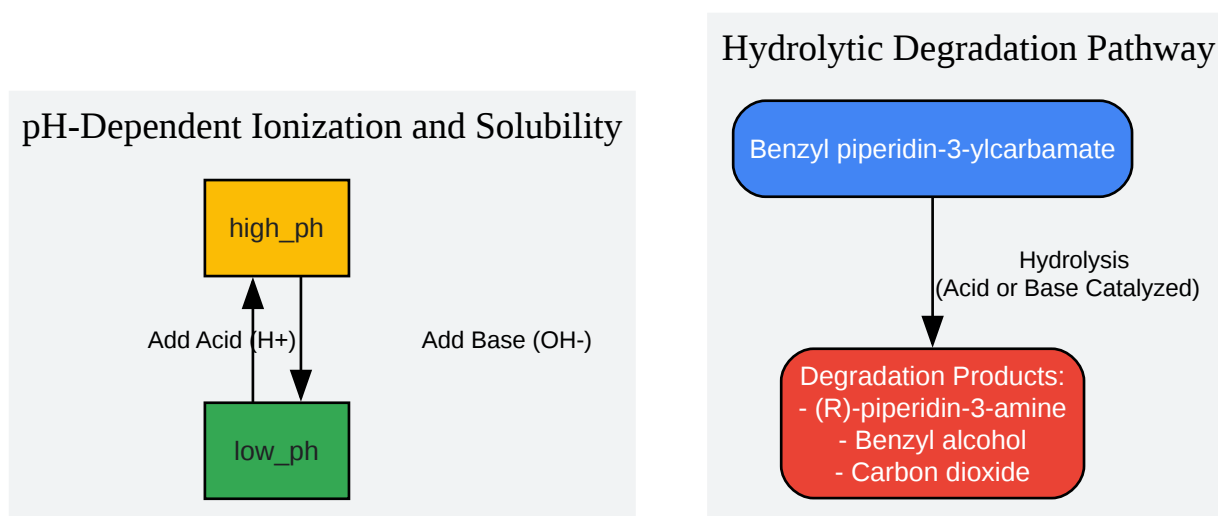 pH-Dependent Ionization and Solubility
high_ph
Add Acid (H+)
Add Base (OH-)
low_ph
Hydrolytic Degradation Pathway
Benzyl piperidin-3-ylcarbamate
Hydrolysis
(Acid or Base Catalyzed)
Degradation Products:
- (R)-piperidin-3-amine
- Benzyl alcohol
- Carbon dioxide